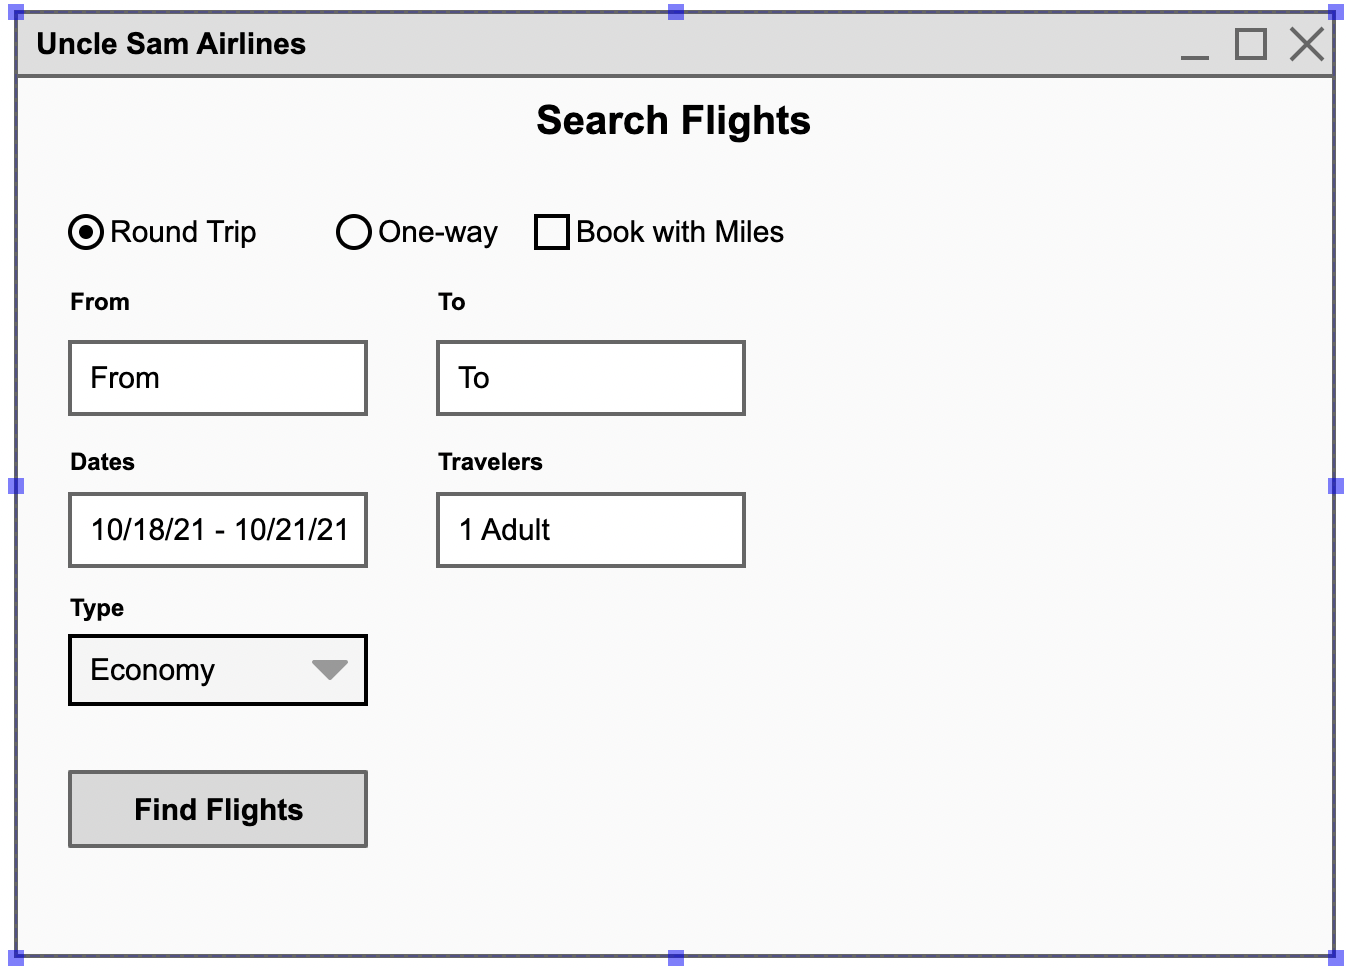 Uncle Sam Airlines
Search Flights
Round Trip
One-way
Book with Miles
From
To
From
To
Dates
Travelers
10/18/21 - 10/21/21
1 Adult
Type
Economy
Find Flights